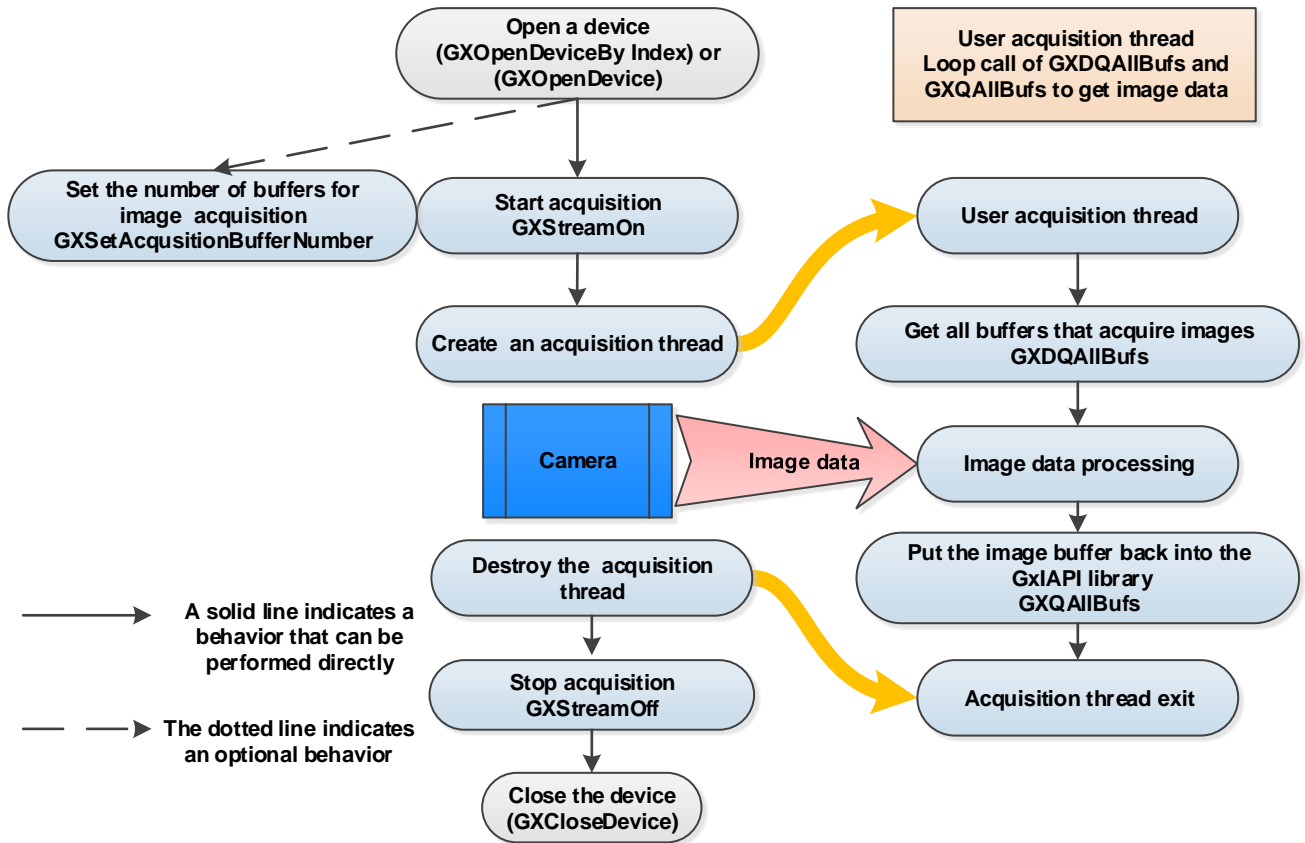 Open a device
(GXOpenDeviceBy Index) or
(GXOpenDevice)
User acquisition thread
Loop call of GXDQAllBufs and
GXQAllBufs to get image data
Set the number of buffers for
image acquisition
GXSetAcqusitionBufferNumber
Start acquisition
GXStreamOn
User acquisition thread
Create an acquisition thread
Get all buffers that acquire images
GXDQAllBufs
Camera
Image data
Image data processing
Destroy the acquisition
thread
Put the image buffer back into the
GxIAPI library
GXQAllBufs
A solid line indicates a
behavior that can be
performed directly
Stop acquisition
GXStreamOff
Acquisition thread exit
The dotted line indicates
an optional behavior
Close the device
(GXCloseDevice)